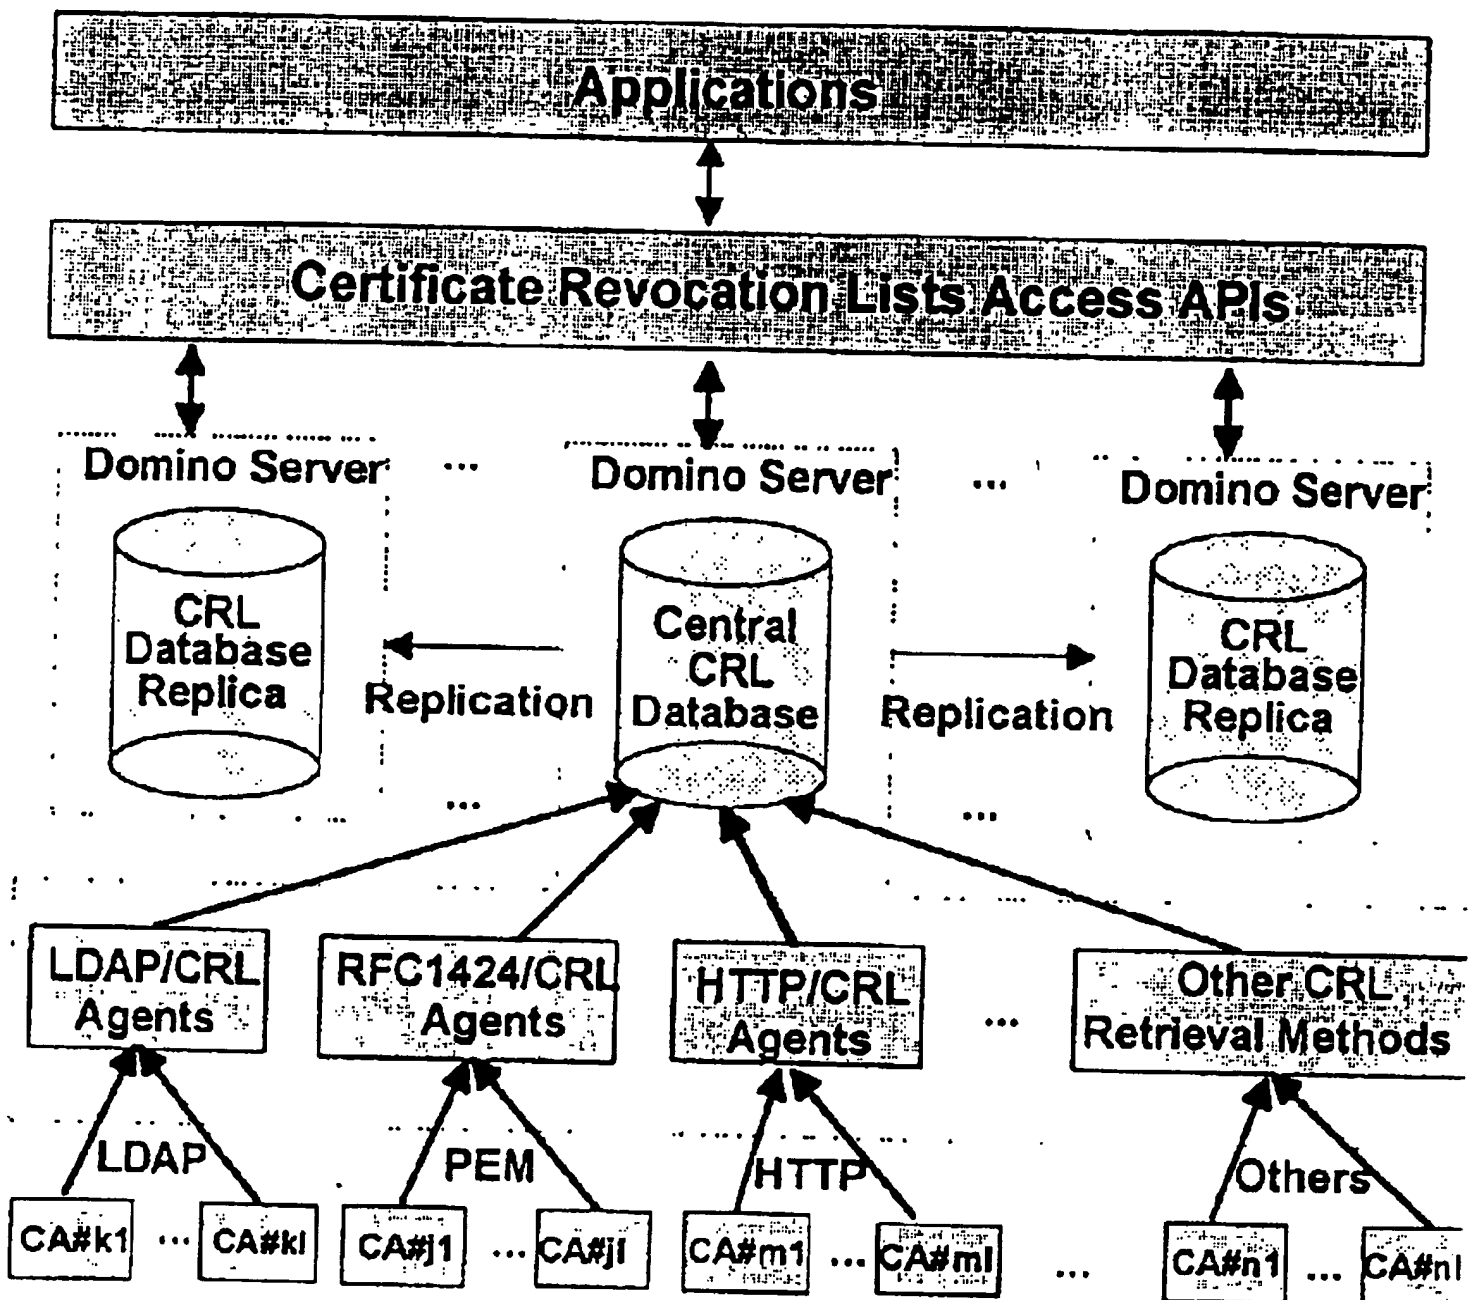 Applications
Certificate Revocation Lists Access APIs
Domino Server
...
Domino Server
...
Domino Server
CRL
Database
Replica
Replication
Central
CRL
Database
Replication
CRL
Database
Replica
...
...
LDAP/CRL
Agents
RFC1424/CRL
Agents
HTTP/CRL
Agents
...
Other CRL
Retrieval Methods
LDAP
PEM
HTTP
Others
CA#k1
...
CA#kl
CA#j1
...
CA#jl
CA#m1
...
CA#ml
...
CA#n1
...
CA#nl